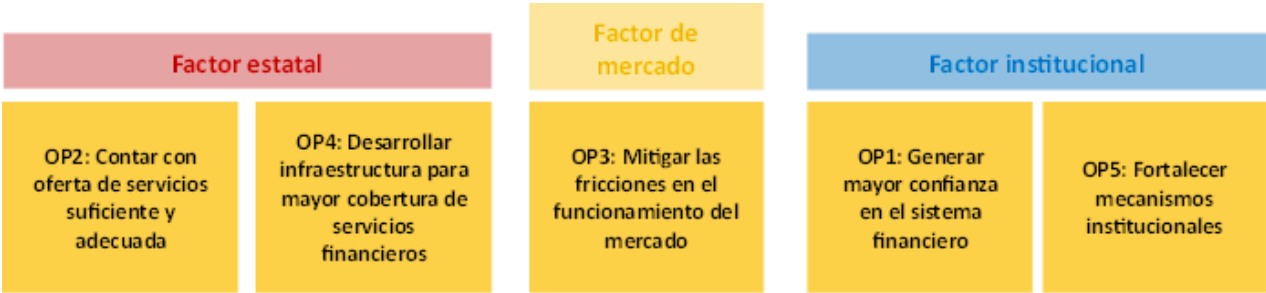 Factor estatal
OP2: Contar con
oferta de servicios
suficiente y
adecuada
OP4: Desarrollar
infraestructura para
mayor cobertura de
servicios
financieros
Factor de
mercado
OP3: Mitigar las
fricciones en el
funcionamiento del
mercado
Factor institucional
OP1: Generar
mayor confianza
en el sistema
financiero
OP5: Fortalecer
mecanismos
institucionales